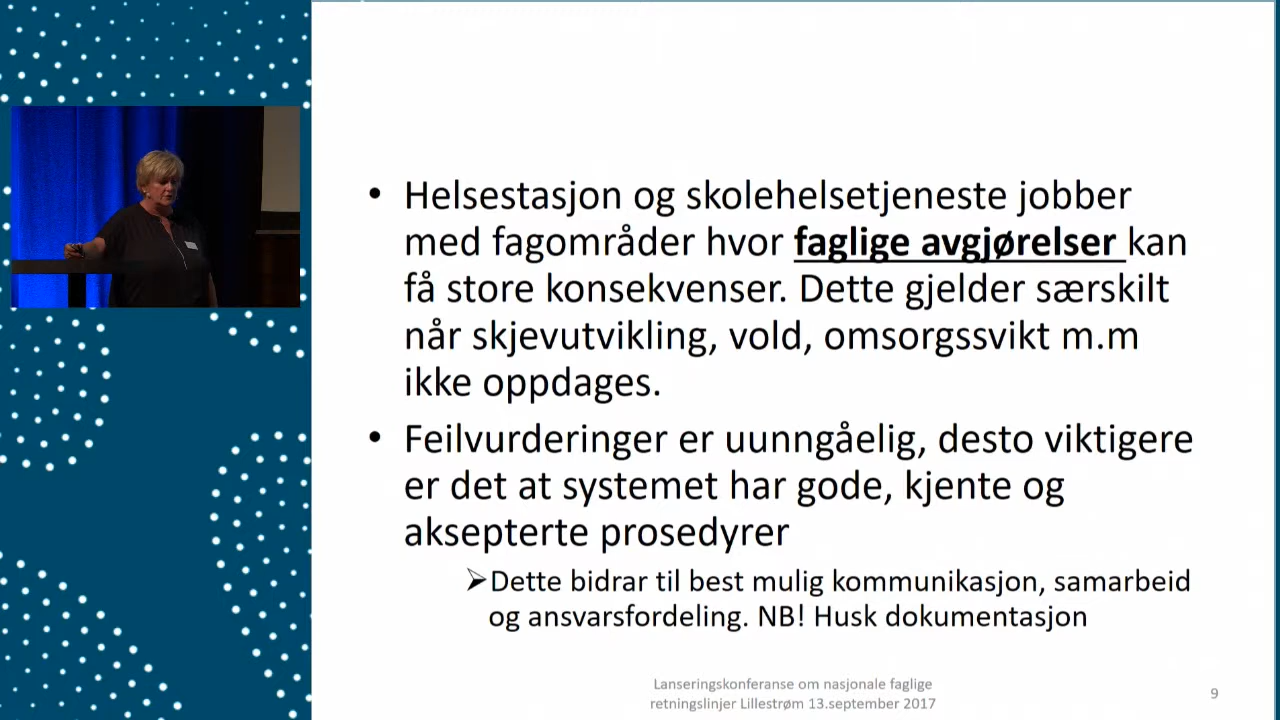 • Helsestasjon og skolehelsetjeneste jobber
med fagområder hvor faglige avgjørelser kan
få store konsekvenser. Dette gjelder særskilt
når skjevutvikling, vold, omsorgssvikt m.m
ikke oppdages.
• Feilvurderinger er uunngåelig, desto viktigere
er det at systemet har gode, kjente og
aksepterte prosedyrer
➢Dette bidrar til best mulig kommunikasjon, samarbeid
og ansvarsfordeling. NB! Husk dokumentasjon
Lanseringskonferanse om nasjonale faglige
retningslinjer Lillestrøm 13.september 2017
9